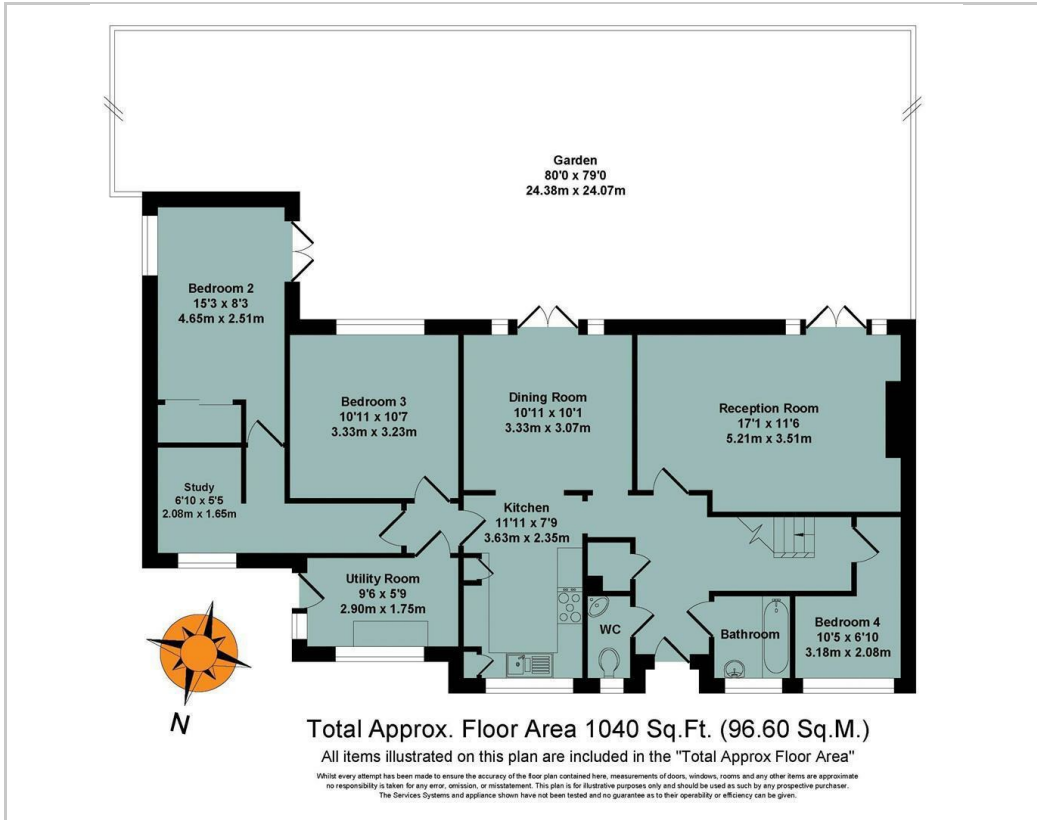 Garden
80'0 x 79'0
24.38m x 24.07m
Bedroom 2
15'3 x 8'3
4.65m x 2.51m
Bedroom 3
10'11 x 10'7
3.33m x 3.23m
Dining Room
10'11 x 10'1
3.33m x 3.07m
Reception Room
17'1 x 11'6
5.21m x 3.51m
Study
6'10 x 5'5
2.08m x 1.65m
Kitchen
11'11 x 7'9
3.63m x 2.35m
Utility Room
9'6 x 5'9
2.90m x 1.75m
WC
Bathroom
Bedroom 4
10'5 x 6'10
3.18m x 2.08m
N
Total Approx. Floor Area 1040 Sq.Ft. (96.60 Sq.M.)
All items illustrated on this plan are included in the "Total Approx Floor Area"
Whilst every attempt has been made to ensure the accuracy of the floor plan contained here, measurements of doors, windows, rooms and any other items are approximate
no responsibility is taken for any error, omission, or misstatement. This plan is for illustrative purposes only and should be used as such by any prospective purchaser.
The Services Systems and appliance shown have not been tested and no guarantee as to their operability or efficiency can be given.